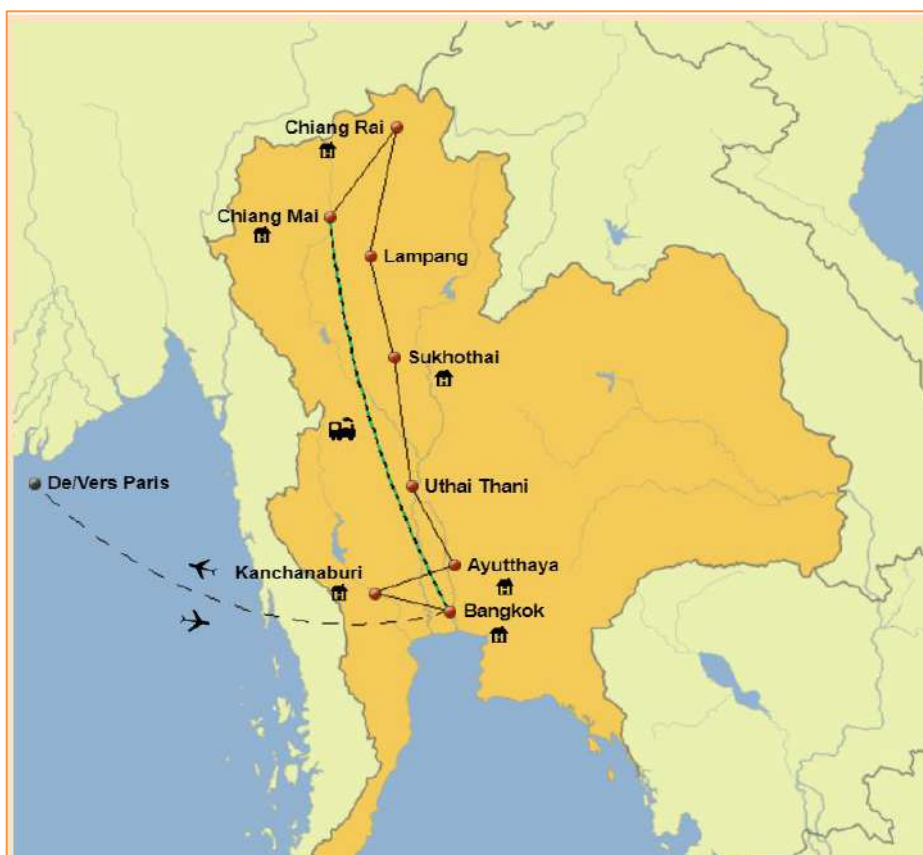 Chiang Rai
Chiang Mai
Lampang
Sukhothai
De/Vers Paris
Uthai Thani
Ayutthaya
Kanchanaburi
Bangkok